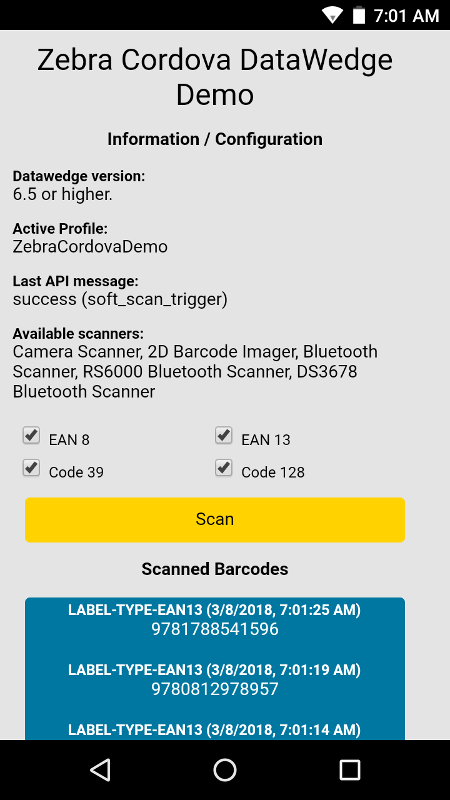 7:01 AM
Zebra Cordova DataWedge
Demo
Information / Configuration
Datawedge version:
6.5 or higher.
Active Profile:
ZebraCordovaDemo
Last API message:
success (soft_scan_trigger)
Available scanners:
Camera Scanner, 2D Barcode Imager, Bluetooth
Scanner, RS6000 Bluetooth Scanner, DS3678
Bluetooth Scanner
EAN 8
EAN 13
Code 39
Code 128
Scan
Scanned Barcodes
LABEL-TYPE-EAN13 (3/8/2018, 7:01:25 AM)
9781788541596
LABEL-TYPE-EAN13 (3/8/2018, 7:01:19 AM)
9780812978957
LABEL-TYPE-EAN13 (3/8/2018, 7:01:14 AM)